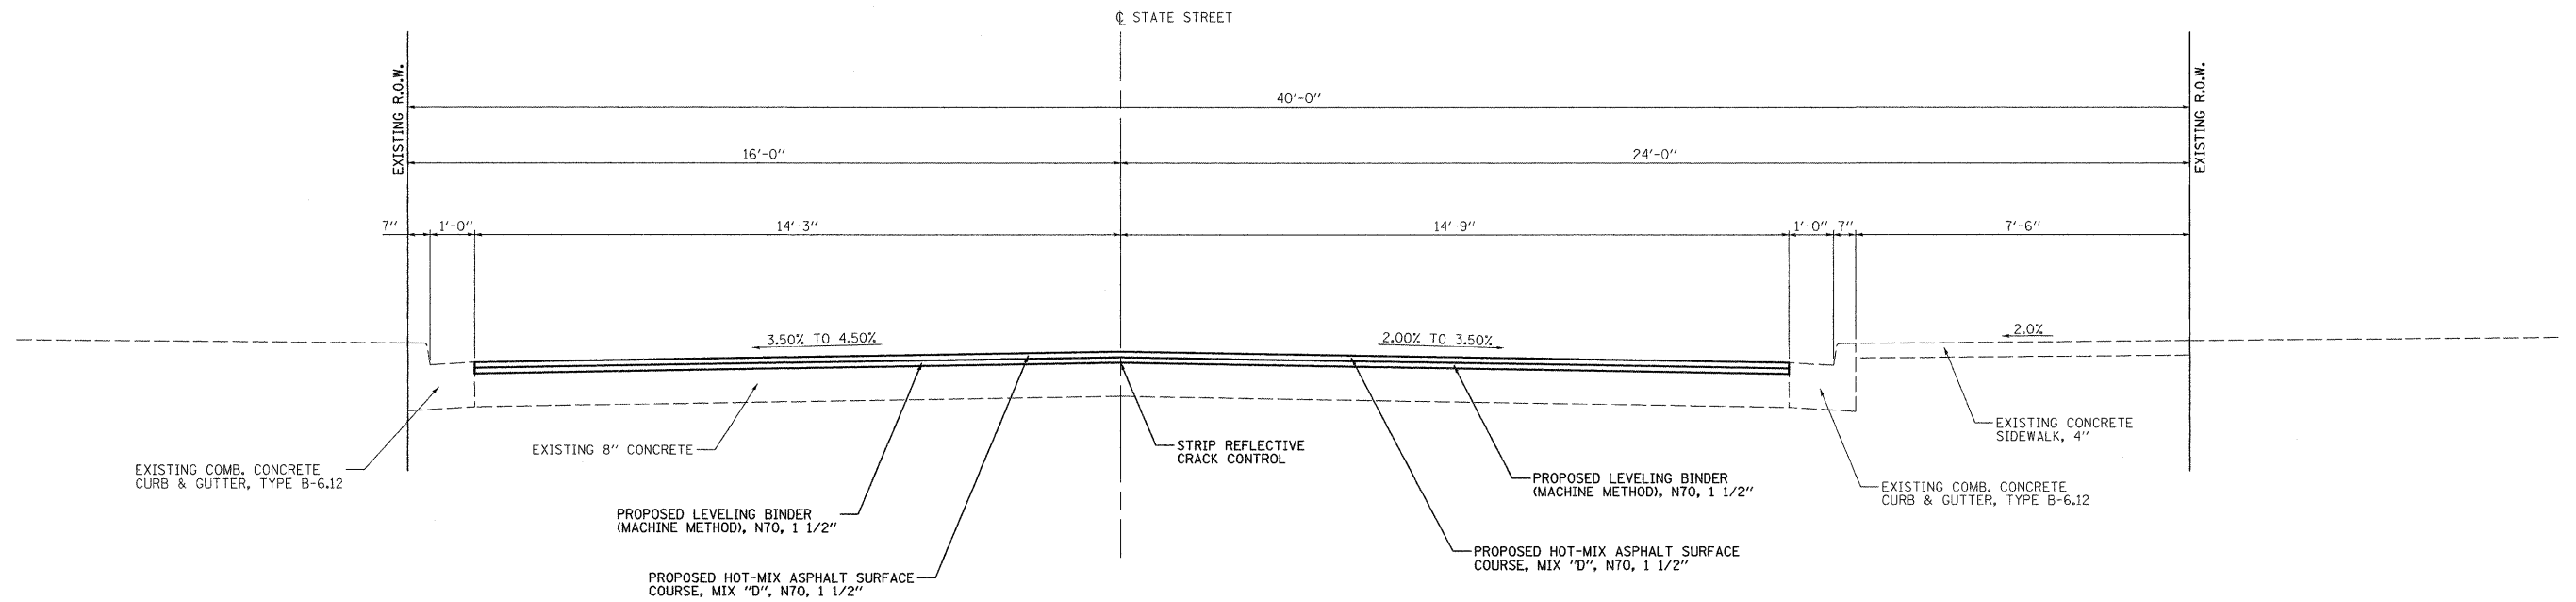 ℄ STATE STREET
EXISTING R.O.W.
EXISTING R.O.W.
40'-0"
16'-0"
24'-0"
7"
1'-0"
14'-3"
14'-9"
1'-0"
7"
7'-6"
3.50% TO 4.50%
2.00% TO 3.50%
2.0%
EXISTING COMB. CONCRETE
CURB & GUTTER, TYPE B-6.12
EXISTING 8" CONCRETE
STRIP REFLECTIVE
CRACK CONTROL
EXISTING CONCRETE
SIDEWALK, 4"
PROPOSED LEVELING BINDER
(MACHINE METHOD), N70, 1 1/2"
PROPOSED LEVELING BINDER
(MACHINE METHOD), N70, 1 1/2"
EXISTING COMB. CONCRETE
CURB & GUTTER, TYPE B-6.12
PROPOSED HOT-MIX ASPHALT SURFACE
COURSE, MIX "D", N70, 1 1/2"
PROPOSED HOT-MIX ASPHALT SURFACE
COURSE, MIX "D", N70, 1 1/2"